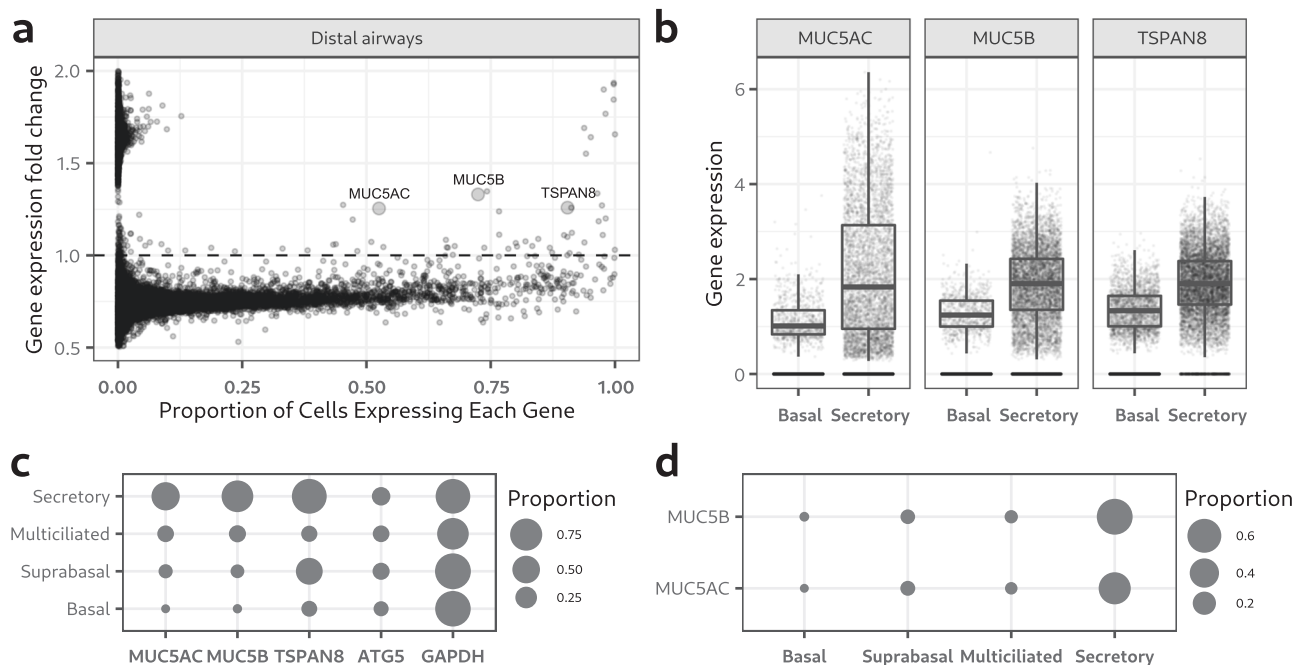 a
Distal airways
Gene expression fold change
2.0
1.5
1.0
0.5
MUC5AC
MUC5B
TSPAN8
0.00 0.25 0.50 0.75 1.00
Proportion of Cells Expressing Each Gene
b
MUC5AC MUC5B TSPAN8
Gene expression
6
4
2
0
Basal Secretory Basal Secretory Basal Secretory
c
Secretory
Multiciliated
Suprabasal
Basal
MUC5AC MUC5B TSPAN8 ATG5 GAPDH
Proportion
0.75
0.50
0.25
d
MUC5B
MUC5AC
Basal Suprabasal Multiciliated Secretory
Proportion
0.6
0.4
0.2